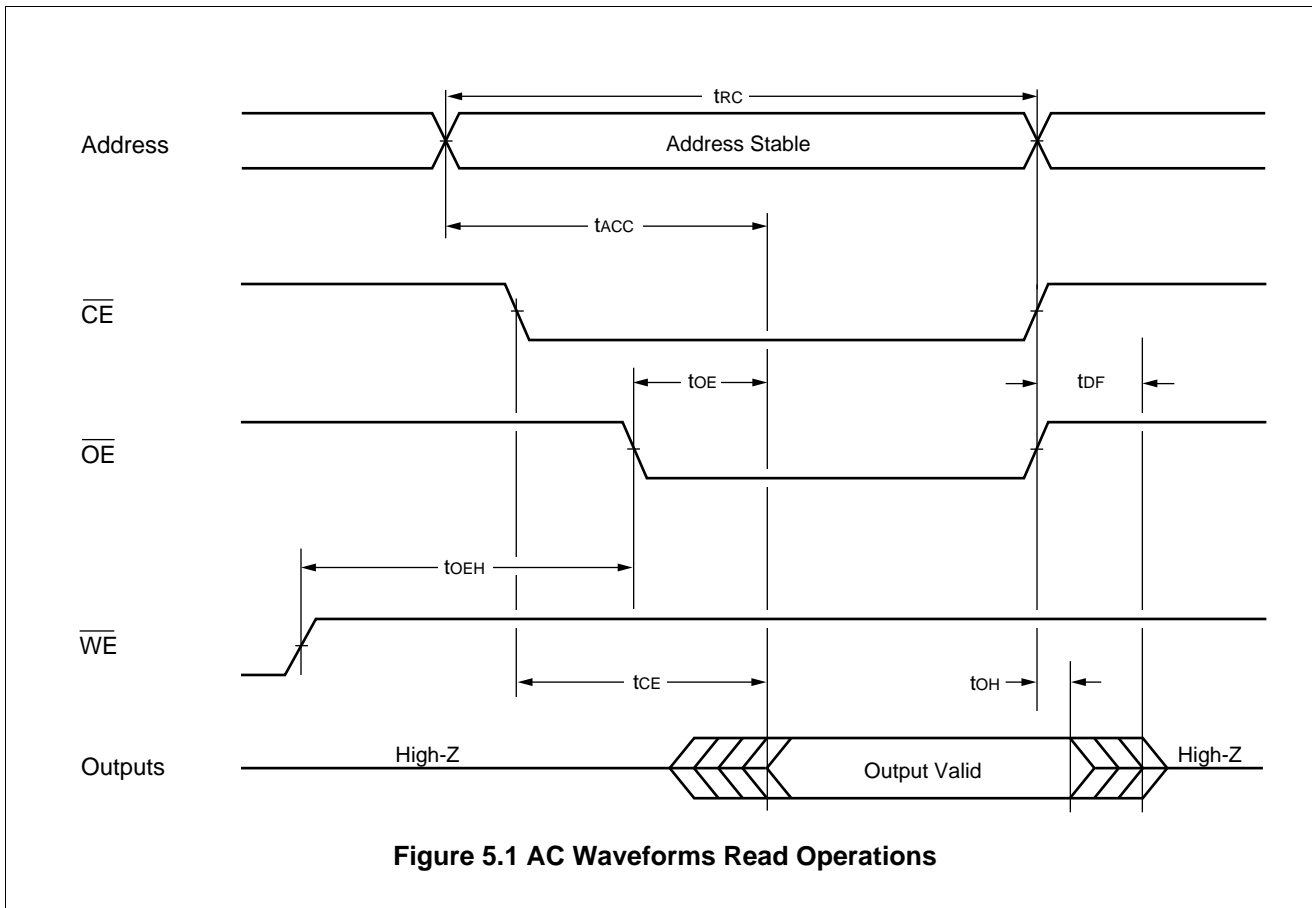 tRC
Address
Address Stable
tACC
CE
tOE
tDF
OE
tOEH
WE
tCE
tOH
High-Z
High-Z
Outputs
Output Valid
Figure 5.1 AC Waveforms Read Operations